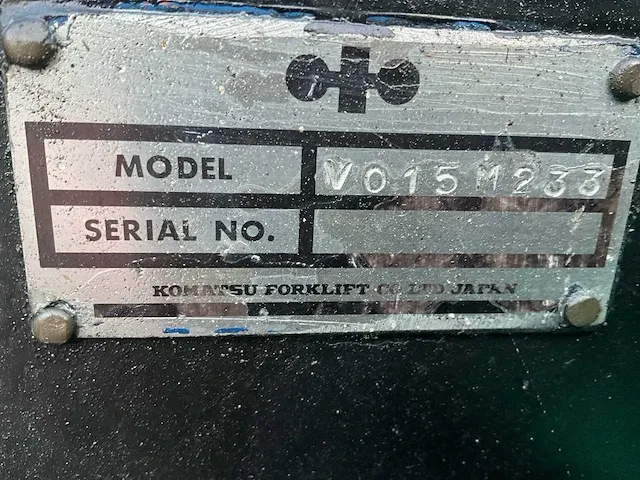 MODEL V015M233
SERIAL NO.
KOMATSU FORKLIFT CO.LTD.JAPAN